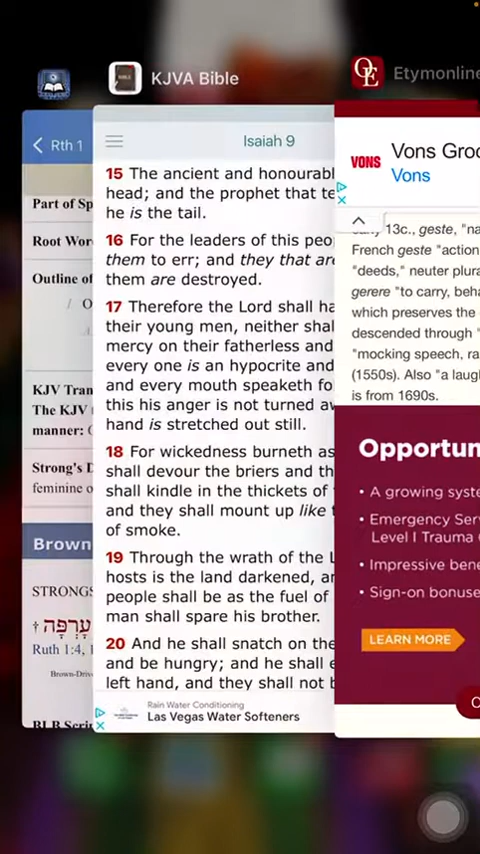 KJVA Bible
Etymonline
Rth 1
Part of Sp
Root Wor
Outline of
KJV Tran
The KJV
manner:
Strong's D
feminine o
Brown
STRONGS
† עָרְפָּה
Ruth 1:4,
Brown-Driv
BLB Scrip
Isaiah 9
15 The ancient and honourabl
head; and the prophet that te
he is the tail.
16 For the leaders of this peo
them to err; and they that are
them are destroyed.
17 Therefore the Lord shall ha
their young men, neither shal
mercy on their fatherless and
every one is an hypocrite and
and every mouth speaketh fo
this his anger is not turned aw
hand is stretched out still.
18 For wickedness burneth as
shall devour the briers and th
shall kindle in the thickets of
and they shall mount up like
of smoke.
19 Through the wrath of the L
hosts is the land darkened, a
people shall be as the fuel of
man shall spare his brother.
20 And he shall snatch on the
and be hungry; and he shall e
left hand, and they shall not b
Rain Water Conditioning
Las Vegas Water Softeners
VONS
Vons Groc
Vons
early 13c., geste, "na
French geste "action
"deeds," neuter plura
gerere "to carry, beha
which preserves the
descended through "
"mocking speech, ra
(1550s). Also "a laugh
is from 1690s.
Opportun
• A growing syste
• Emergency Serv
Level I Trauma
• Impressive bene
• Sign-on bonuse
LEARN MORE